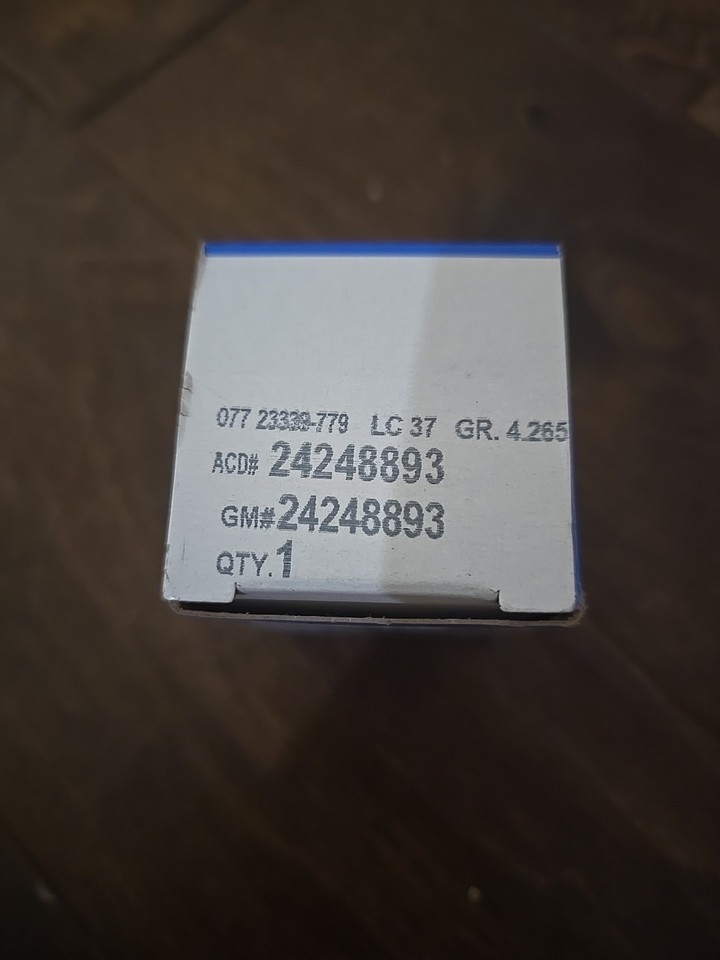 077 23339-779 LC 37 GR. 4.265
ACD# 24248893
GM# 24248893
QTY. 1